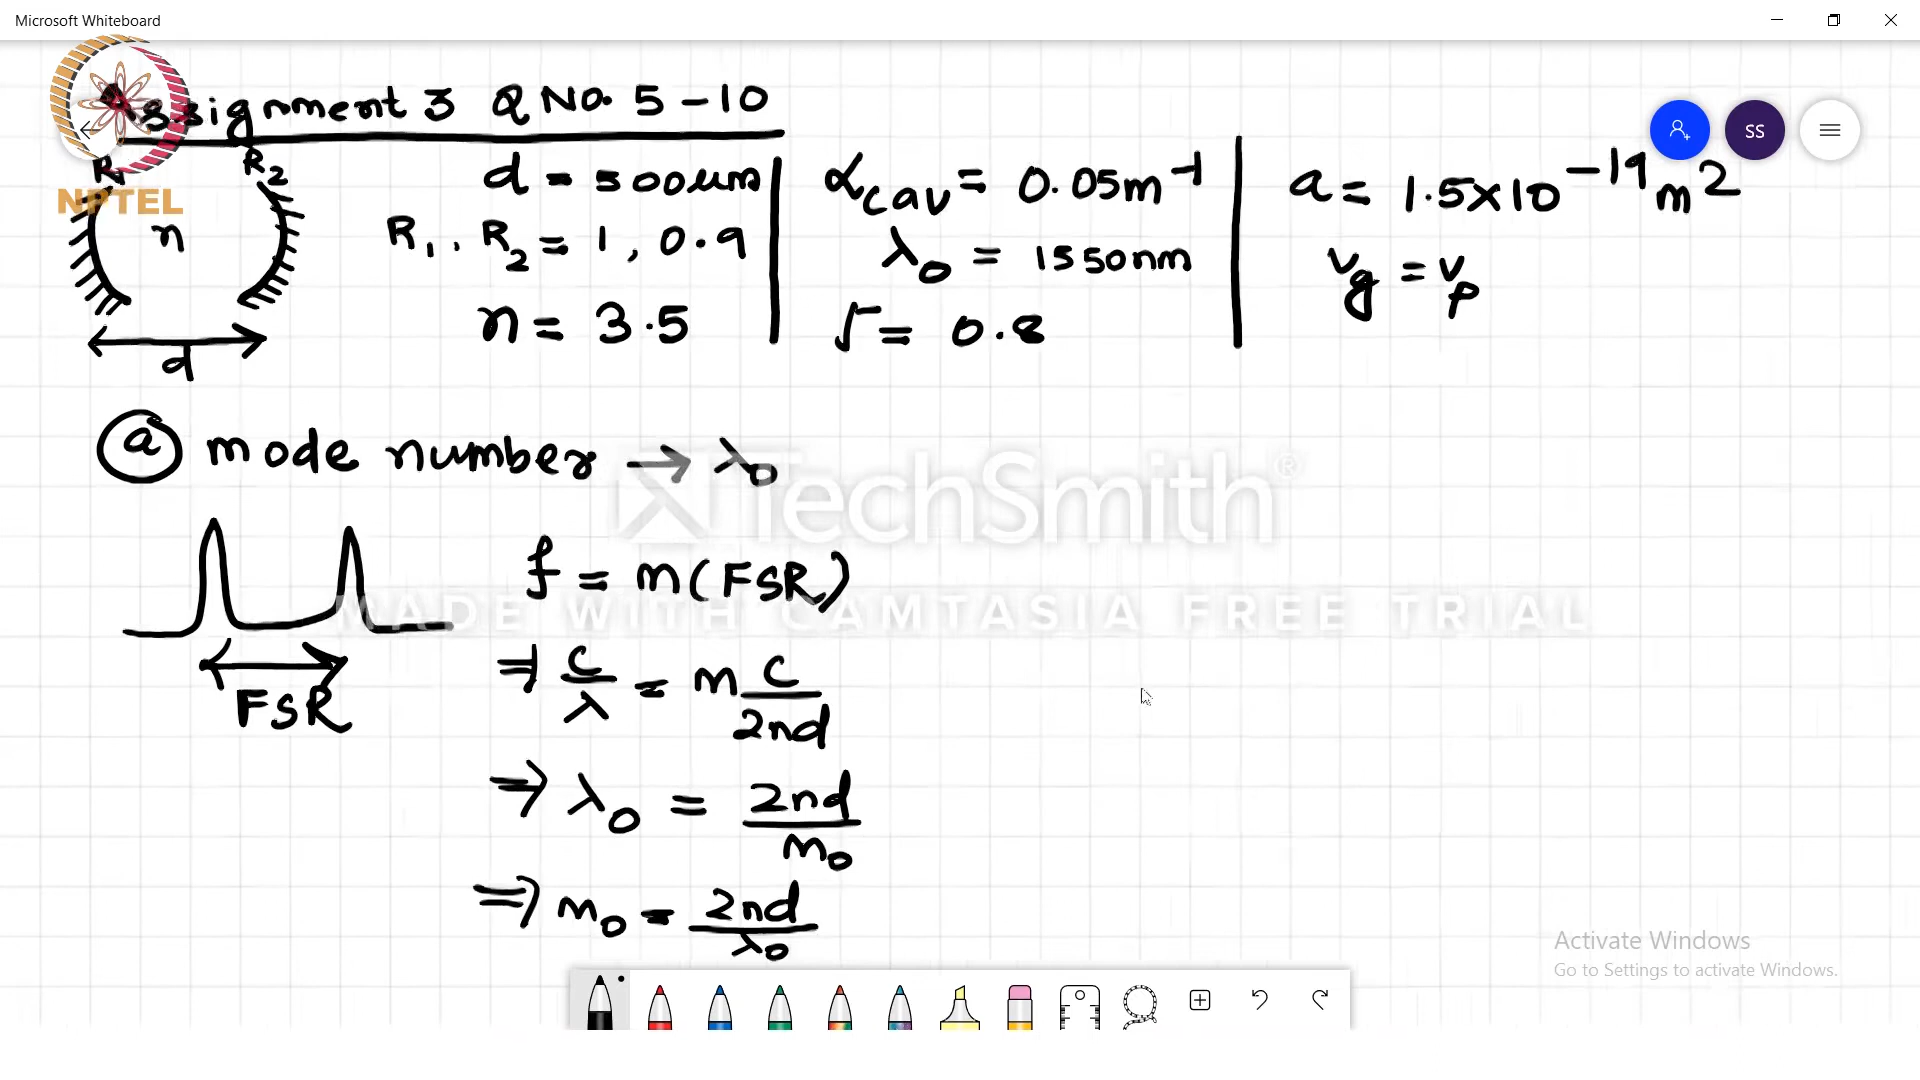 Microsoft Whiteboard
Assignment 3 Q No. 5-10
R1 R2
n
d
NPTEL
d = 500μm
R1, R2 = 1, 0.9
n = 3.5
αcav = 0.05m⁻¹
λ0 = 1550nm
Γ = 0.8
a = 1.5×10⁻¹⁹ m²
vg = vp
SS
ⓐ mode number → λ0
TechSmith®
MADE WITH CAMTASIA FREE TRIAL
FSR
f = m(FSR)
⇒ c/λ = m c/2nd
⇒ λ0 = 2nd/m0
⇒ m0 = 2nd/λ0
Activate Windows
Go to Settings to activate Windows.